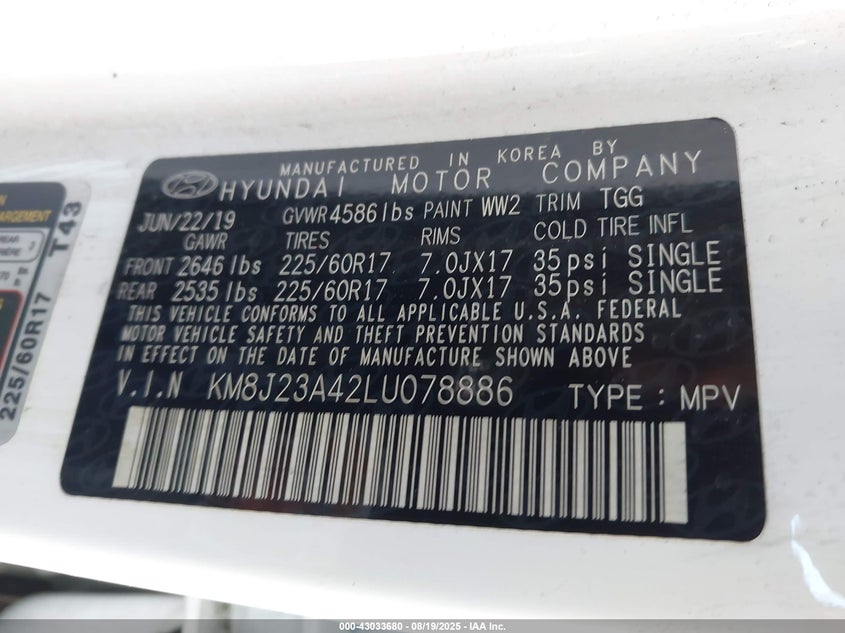 MANUFACTURED IN KOREA BY
HYUNDAI MOTOR COMPANY
JUN/22/19 GVWR 4586 lbs PAINT WW2 TRIM TGG
GAWR TIRES RIMS COLD TIRE INFL
FRONT 2646 lbs 225/60R17 7.0JX17 35psi SINGLE
REAR 2535 lbs 225/60R17 7.0JX17 35psi SINGLE
THIS VEHICLE CONFORMS TO ALL APPLICABLE U.S.A. FEDERAL
MOTOR VEHICLE SAFETY AND THEFT PREVENTION STANDARDS
IN EFFECT ON THE DATE OF MANUFACTURE SHOWN ABOVE
V.I.N KM8J23A42LU078886 TYPE : MPV
T43
225/60R17
000-43033680 - 08/19/2025 - IAA Inc.